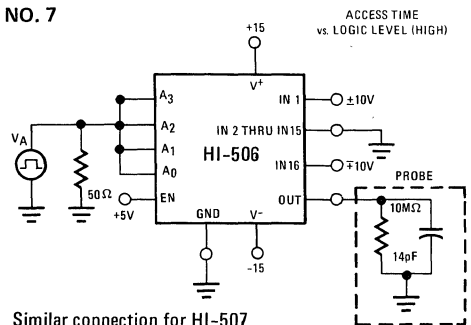 NO. 7
ACCESS TIME
vs. LOGIC LEVEL (HIGH)
+15
V+
A3
A2
A1
A0
EN
VA
50Ω
+5V
HI-506
IN 1
±10V
IN 2 THRU IN15
IN16
∓10V
OUT
GND
V−
-15
PROBE
10MΩ
14pF
Similar connection for HI-507